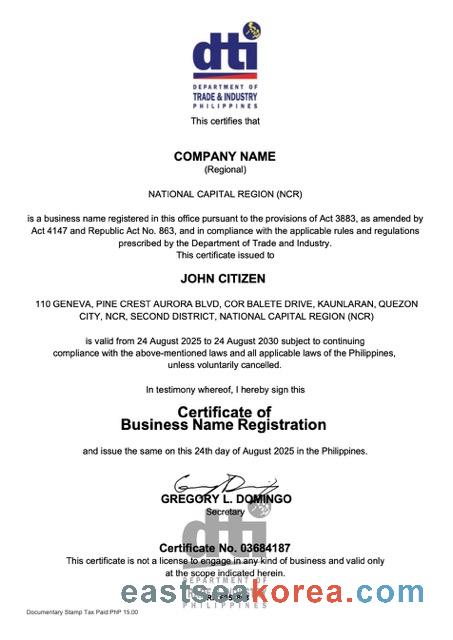 dti
DEPARTMENT OF
TRADE & INDUSTRY
PHILIPPINES
This certifies that
COMPANY NAME
(Regional)
NATIONAL CAPITAL REGION (NCR)
is a business name registered in this office pursuant to the provisions of Act 3883, as amended by
Act 4147 and Republic Act No. 863, and in compliance with the applicable rules and regulations
prescribed by the Department of Trade and Industry.
This certificate issued to
JOHN CITIZEN
110 GENEVA, PINE CREST AURORA BLVD, COR BALETE DRIVE, KAUNLARAN, QUEZON
CITY, NCR, SECOND DISTRICT, NATIONAL CAPITAL REGION (NCR)
is valid from 24 August 2025 to 24 August 2030 subject to continuing
compliance with the above-mentioned laws and all applicable laws of the Philippines,
unless voluntarily cancelled.
In testimony whereof, I hereby sign this
Certificate of
Business Name Registration
and issue the same on this 24th day of August 2025 in the Philippines.
GREGORY L. DOMINGO
Secretary
dti
Certificate No. 03684187
This certificate is not a license to engage in any kind of business and valid only
at the scope indicated herein.
DEPARTMENT OF
PHILIPPINES
eastseakorea.com
Documentary Stamp Tax Paid PhP 15.00